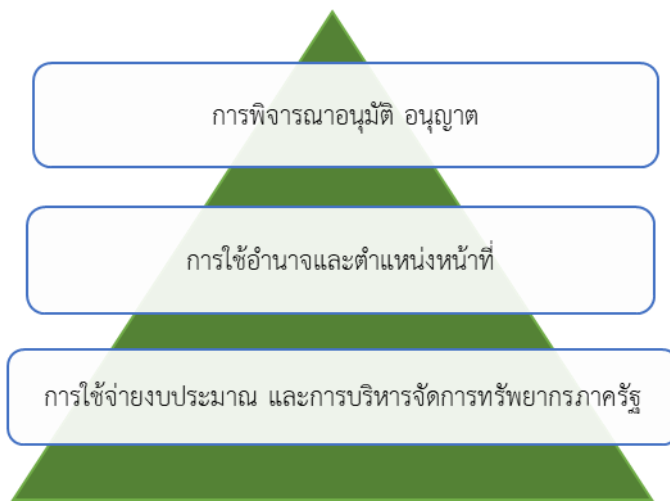 การพิจารณาอนุมัติ อนุญาต
การใช้อำนาจและตำแหน่งหน้าที่
การใช้จ่ายงบประมาณ และการบริหารจัดการทรัพยากรภาครัฐ